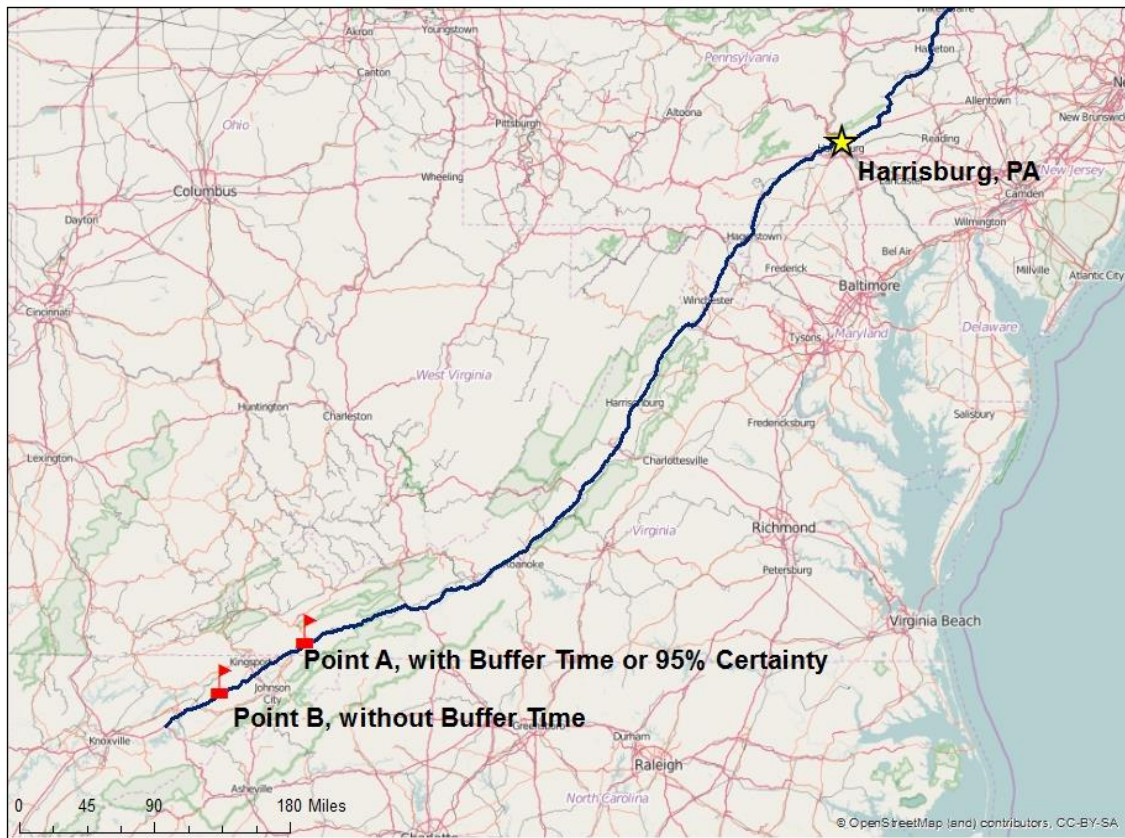 Akron
Youngstown
Canton
Pennsylvania
Hazleton
Allentown
New Brunswick
Altoona
Pittsburgh
Reading
Ohio
Harrisburg, PA
New Jersey
Camden
Columbus
Wheeling
Wilmington
Dayton
Hagerstown
Bel Air
Frederick
Baltimore
Millville
Atlantic City
Winchester
Cincinnati
Tysons
Maryland
Delaware
West Virginia
Huntington
Charleston
Harrisonburg
Salisbury
Fredericksburg
Lexington
Charlottesville
Richmond
Virginia
Roanoke
Petersburg
Virginia Beach
Kingsport
Point A, with Buffer Time or 95% Certainty
Johnson
City
Point B, without Buffer Time
Knoxville
Greensboro
Durham
Raleigh
Asheville
North Carolina
0 45 90 180 Miles
Charlotte
© OpenStreetMap (and) contributors, CC-BY-SA